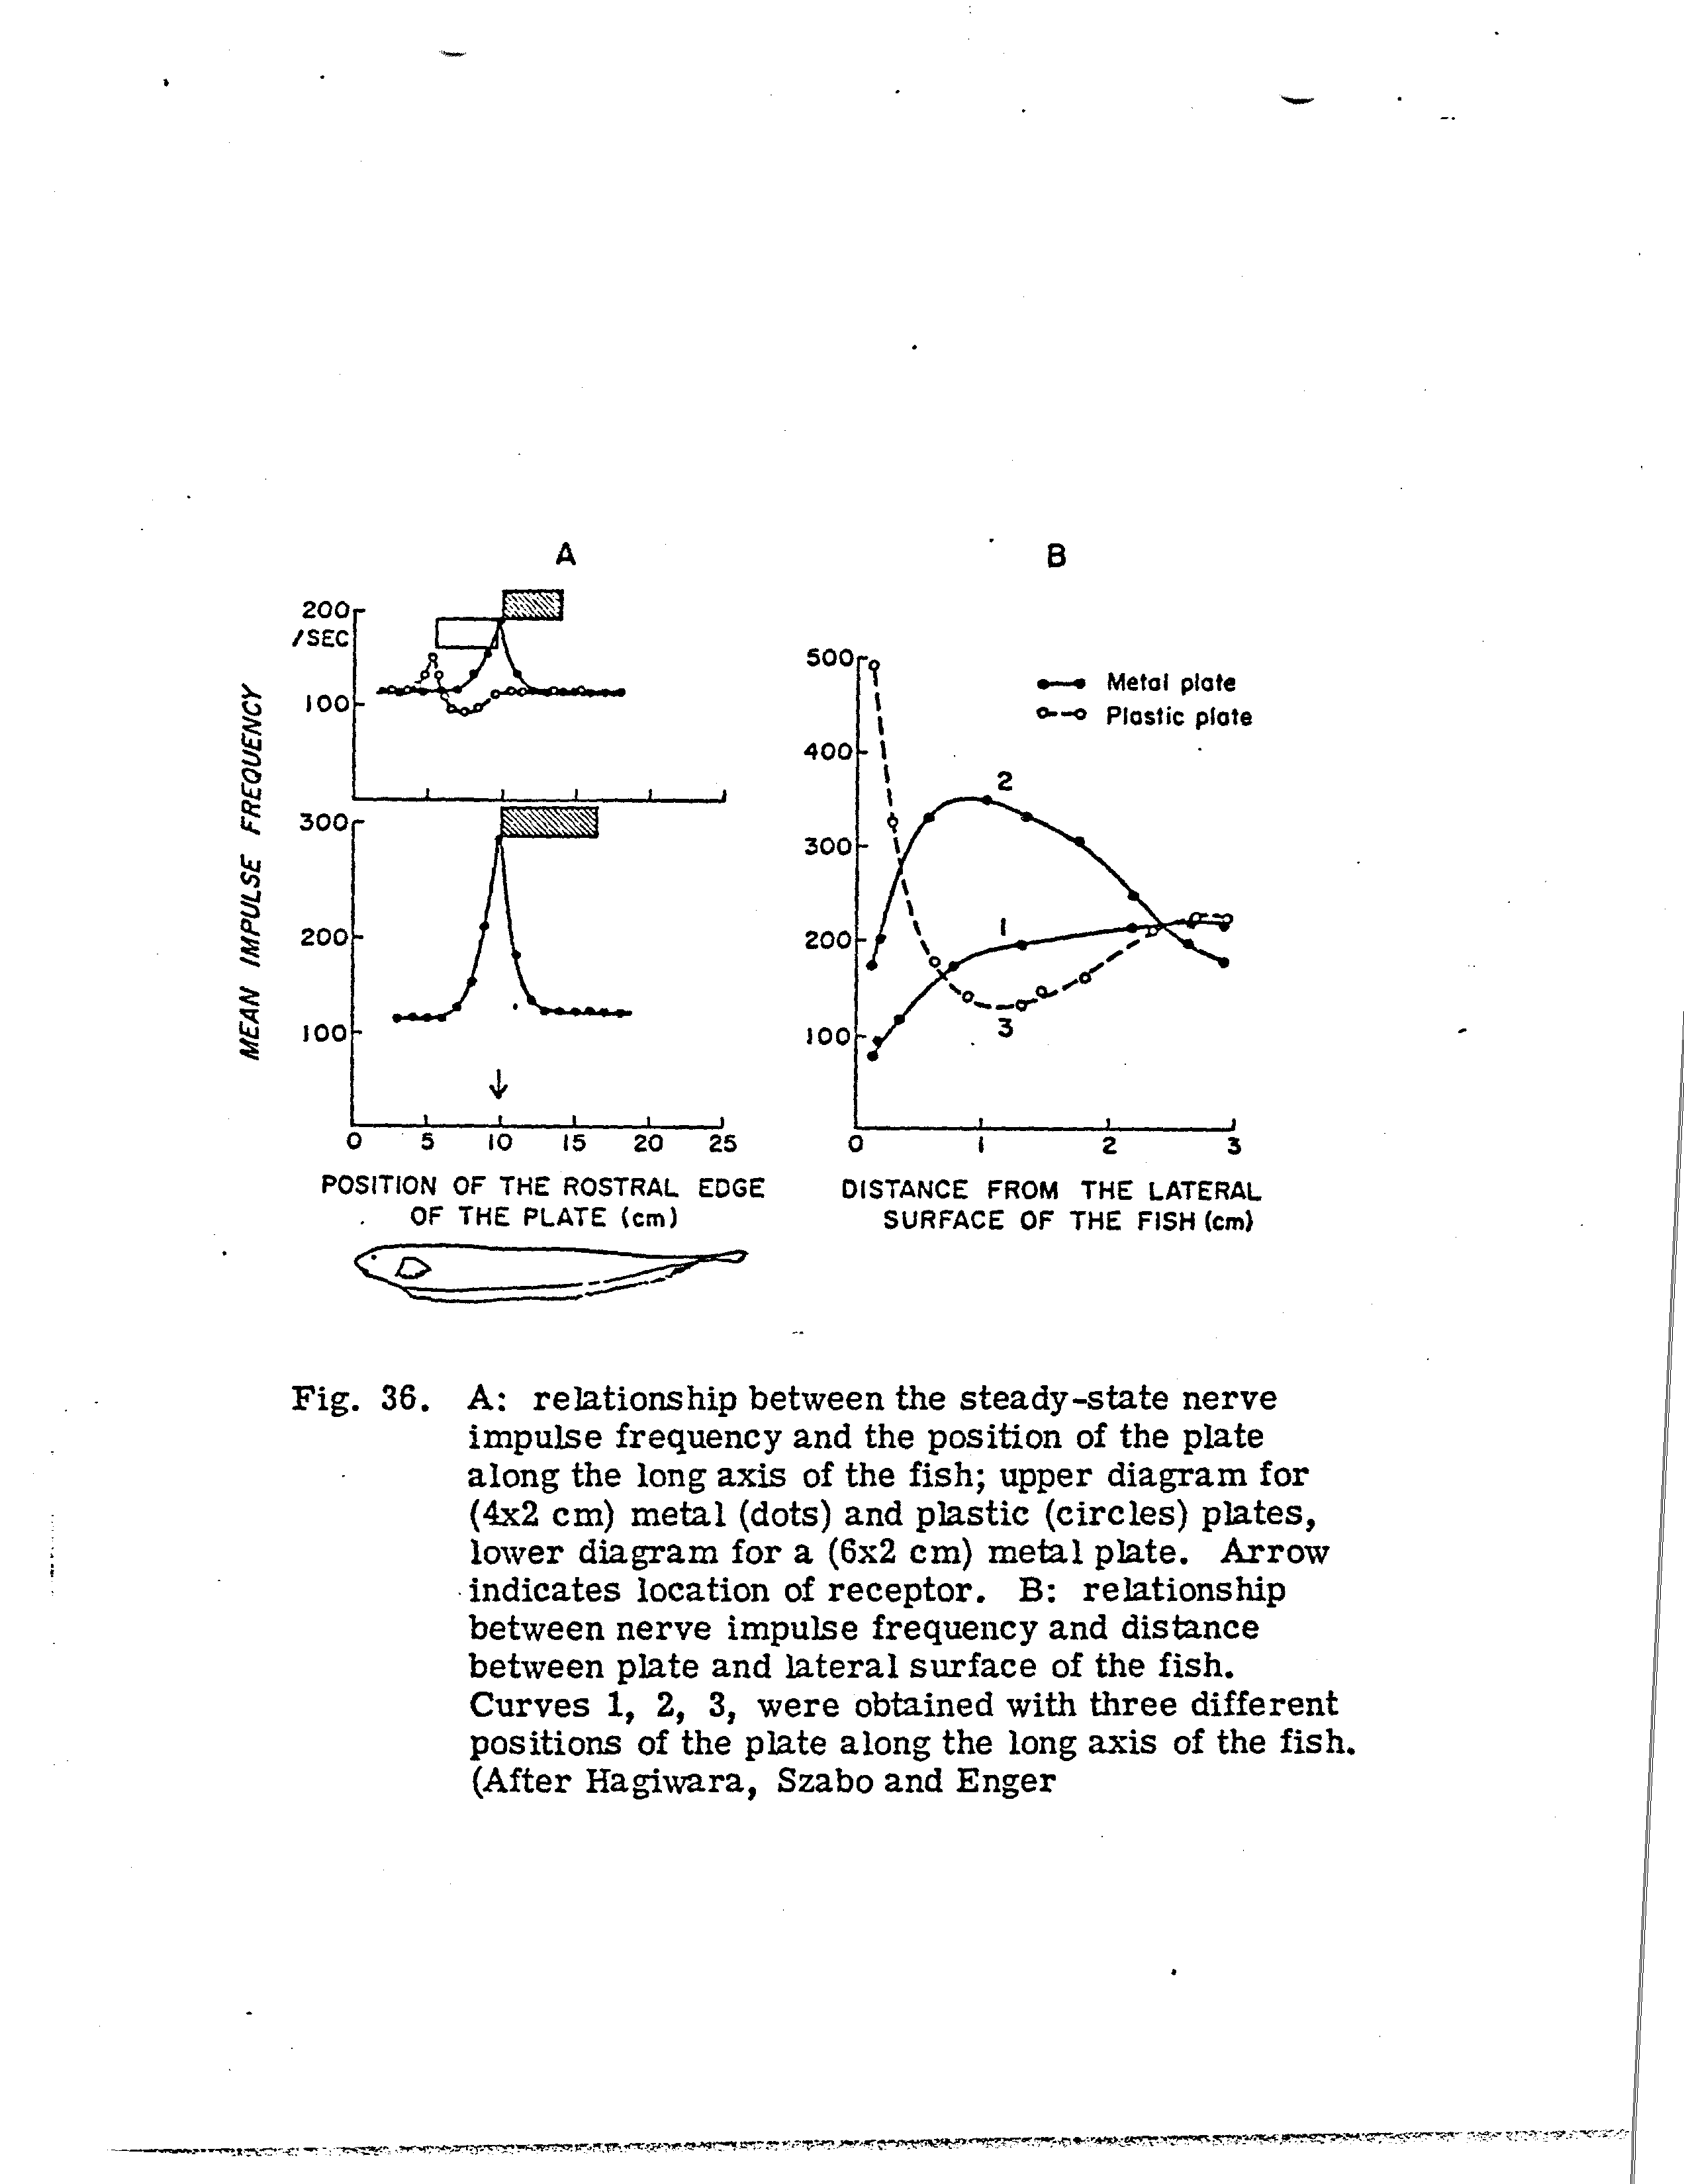 A
B
200
/SEC
100
300
200
100
MEAN IMPULSE FREQUENCY
0 5 10 15 20 25
POSITION OF THE ROSTRAL EDGE
OF THE PLATE (cm)
500
400
300
200
100
Metal plate
Plastic plate
2
1
3
0 1 2 3
DISTANCE FROM THE LATERAL
SURFACE OF THE FISH (cm)
Fig. 36. A: relationship between the steady-state nerve
impulse frequency and the position of the plate
along the long axis of the fish; upper diagram for
(4x2 cm) metal (dots) and plastic (circles) plates,
lower diagram for a (6x2 cm) metal plate. Arrow
indicates location of receptor. B: relationship
between nerve impulse frequency and distance
between plate and lateral surface of the fish.
Curves 1, 2, 3, were obtained with three different
positions of the plate along the long axis of the fish.
(After Hagiwara, Szabo and Enger